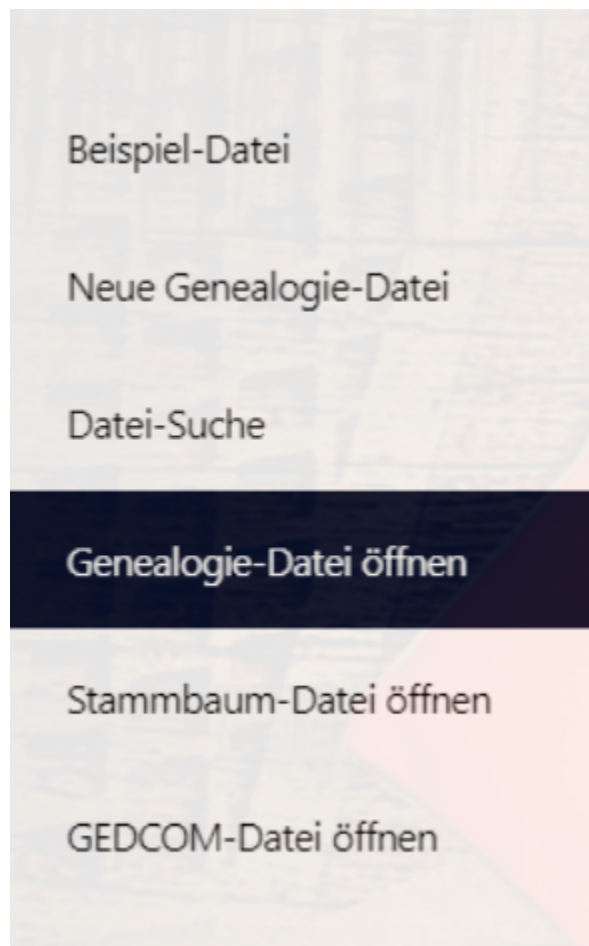 Beispiel-Datei
Neue Genealogie-Datei
Datei-Suche
Genealogie-Datei öffnen
Stammbaum-Datei öffnen
GEDCOM-Datei öffnen